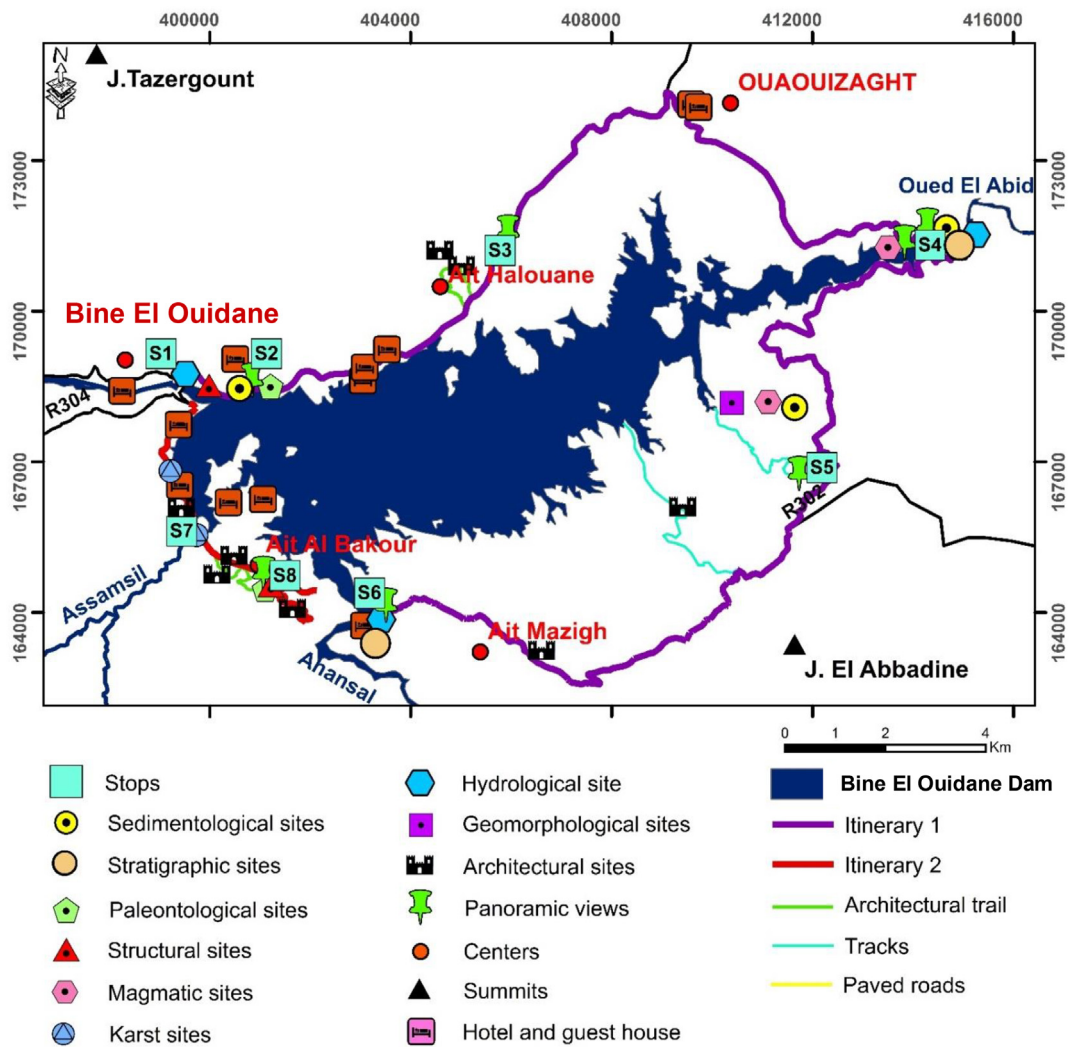 400000 404000 408000 412000 416000
N
J.Tazergount
OUAOUIZAGHT
173000
173000
Oued El Abid
S3
S4
Ait Halouane
Bine El Ouidane
170000
170000
S1
S2
R304
167000
167000
S5
R302
S7
Ait Al Bakour
S8
S6
Assamsil
164000
164000
Ait Mazigh
J. El Abbadine
Ahansal
0 1 2 4
Km
Stops
Sedimentological sites
Stratigraphic sites
Paleontological sites
Structural sites
Magmatic sites
Karst sites
Hydrological site
Geomorphological sites
Architectural sites
Panoramic views
Centers
Summits
Hotel and guest house
Bine El Ouidane Dam
Itinerary 1
Itinerary 2
Architectural trail
Tracks
Paved roads